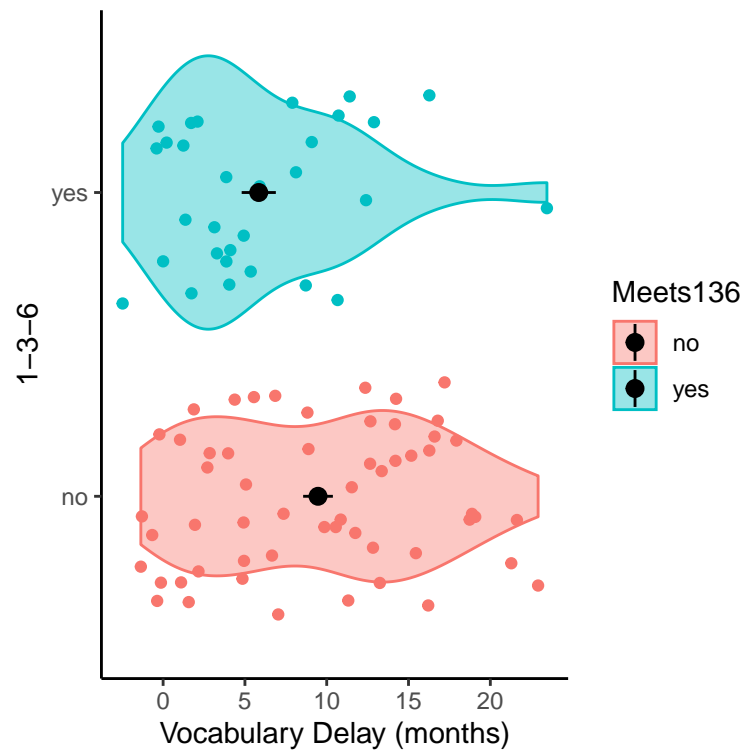 yes
no
1−3−6
0 5 10 15 20
Vocabulary Delay (months)
Meets136
no
yes